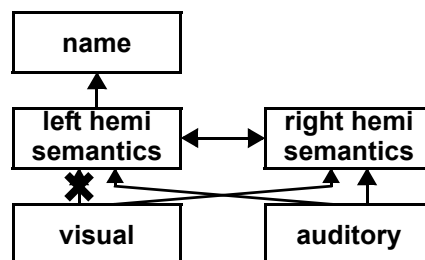 name
left hemi
semantics
right hemi
semantics
visual
auditory